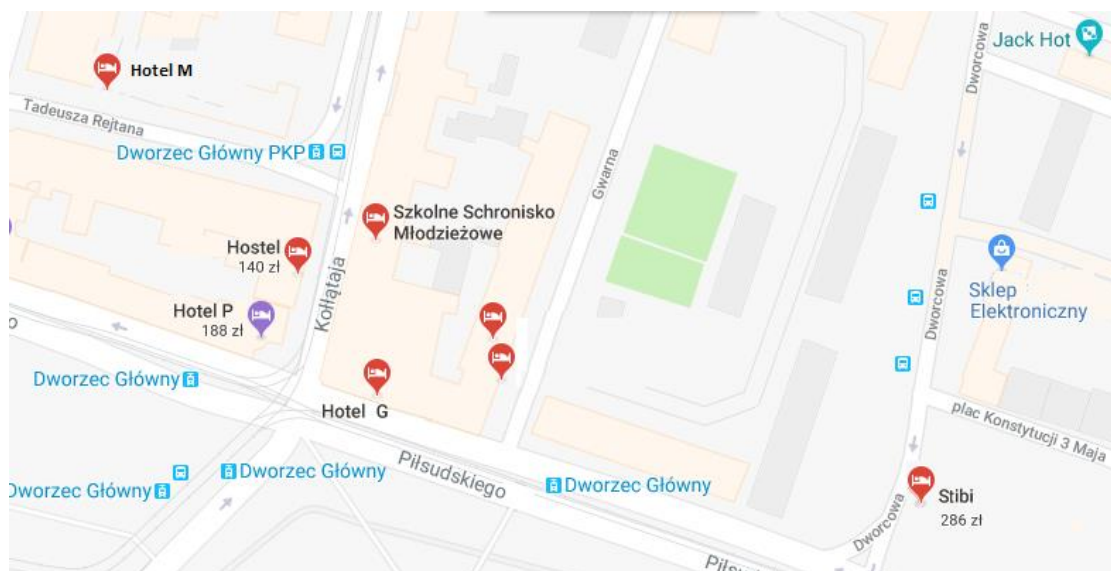 Jack Hot
Dworcowa
Hotel M
Tadeusza Rejtana
Dworzec Główny PKP
Gwarna
Szkolne Schronisko
Młodzieżowe
Hostel
140 zł
Kołłątaja
Hotel P
188 zł
Sklep
Elektroniczny
Dworcowa
Dworzec Główny
Hotel G
plac Konstytucji 3 Maja
Piłsudskiego
Dworzec Główny
Dworzec Główny
Dworzec Główny
Stibi
286 zł
Dworcowa